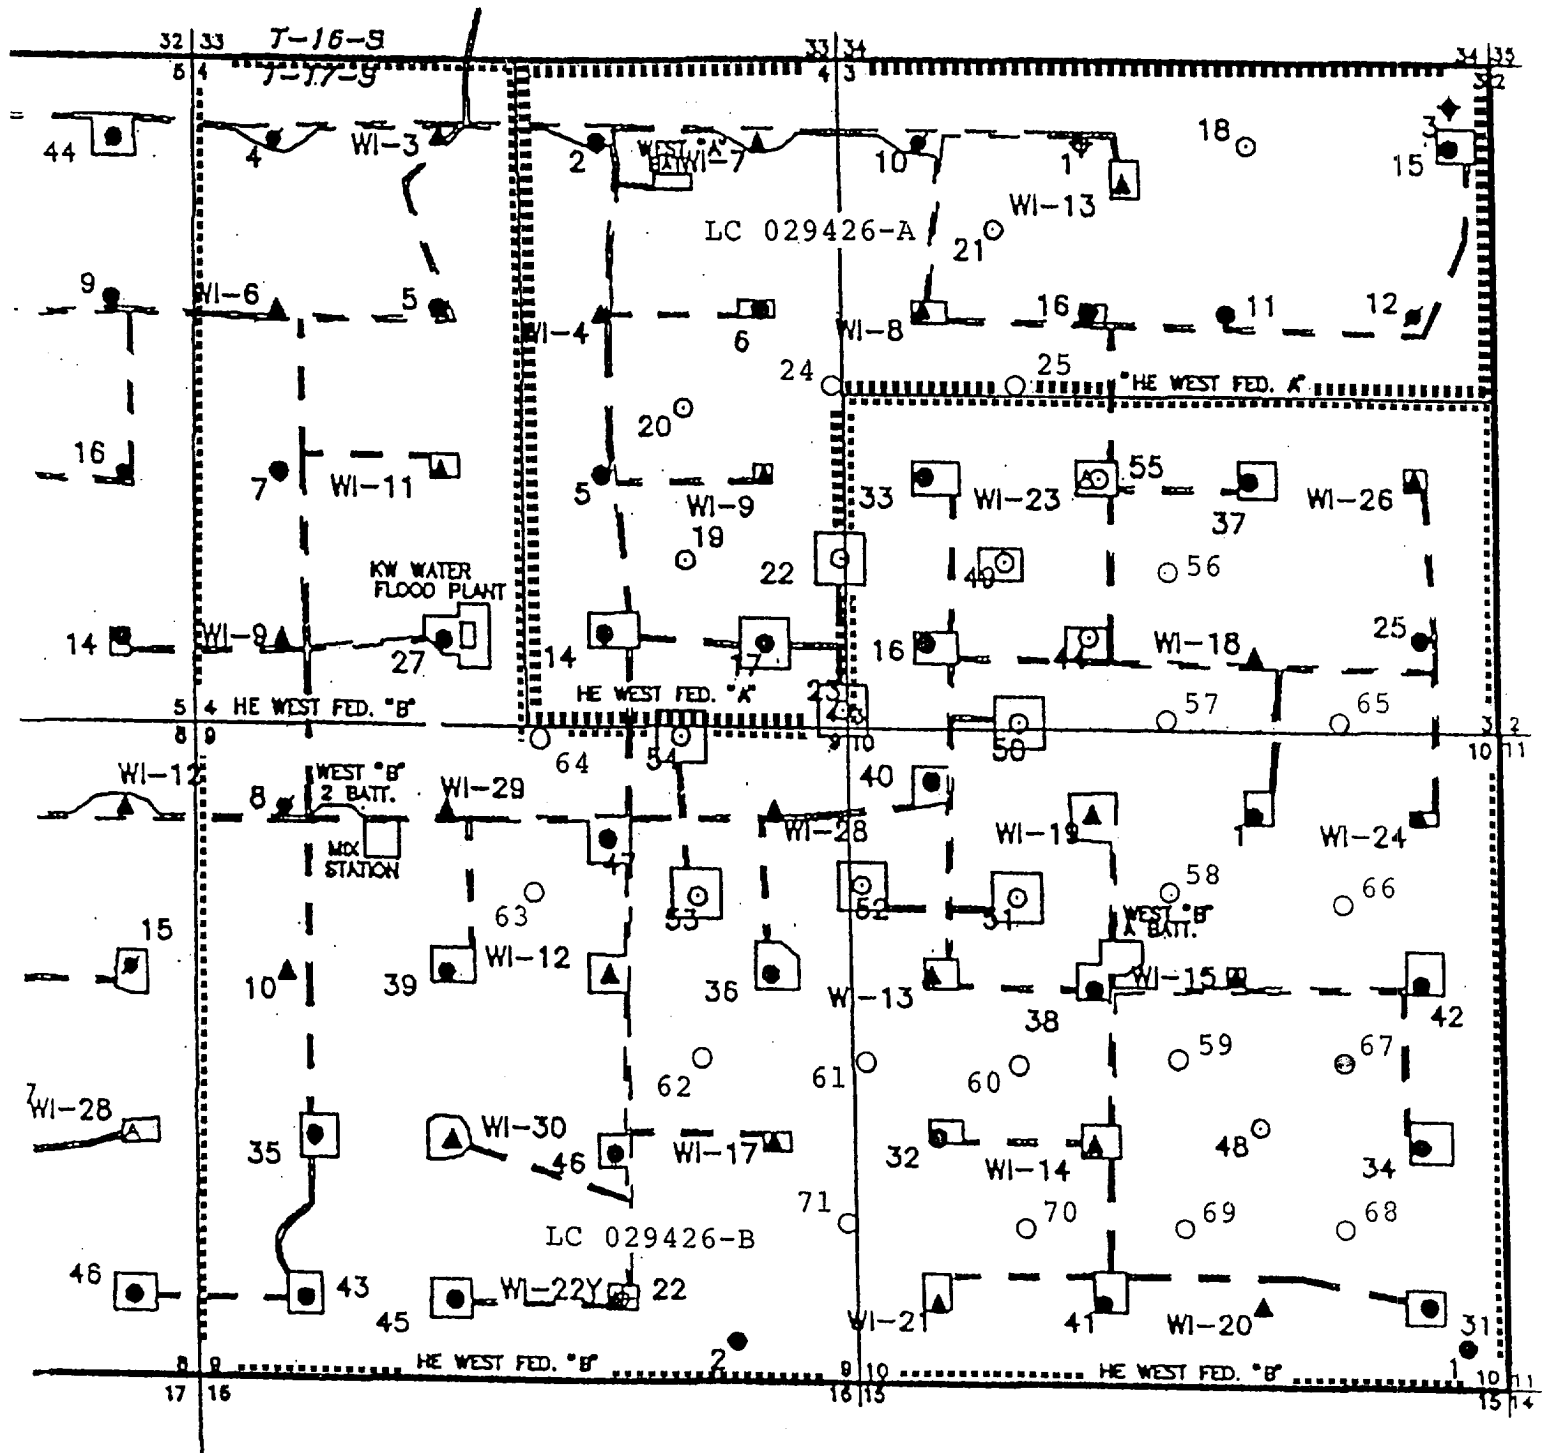 32 33 T-16-S 33 34 34 35
5 4 T-17-S 4 3 3 2
44 4 WI-3 2 WEST "A" BATT. WI-7 10 1 18 3 15
WI-13
LC 029426-A 21
9 WI-6 5 WI-4 6 WI-8 16 11 12
24 25 "HE WEST FED. A"
20
16 7 WI-11 5 WI-9 33 WI-23 55 37 WI-26
19 22 49 56
KW WATER
FLOOD PLANT
14 WI-9 27 14 17 16 WI-18 25
23
5 4 HE WEST FED. "B" HE WEST FED. "A" 4 3 57 65 3 2
8 9 64 54 9 10 50 10 11
WI-12 8 WEST "B"
2 BATT. WI-29 WI-28 40 WI-19 1 WI-24
MIX
STATION 47
63 53 52 51 58 66
WEST "B"
A BATT.
15 10 39 WI-12 36 WI-13 38 WI-15 42
62 61 60 59 67
WI-28 35 WI-30 46 WI-17 32 WI-14 48 34
71 70 69 68
LC 029426-B
46 43 45 WI-22Y 22 WI-21 41 WI-20 31
2 1
8 9 HE WEST FED. "B" 9 10 HE WEST FED. "B" 10 11
17 16 16 15 15 14